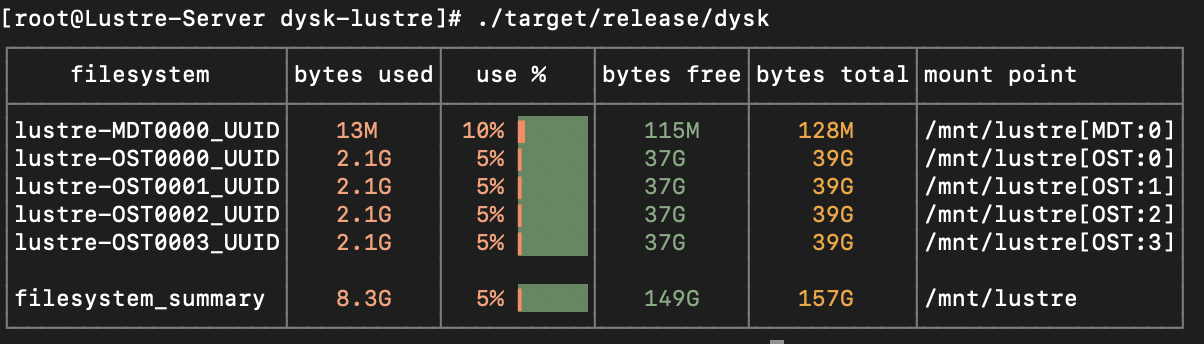 [root@Lustre-Server dysk-lustre]# ./target/release/dysk
filesystem bytes used use % bytes free bytes total mount point
lustre-MDT0000_UUID 13M 10% 115M 128M /mnt/lustre[MDT:0]
lustre-OST0000_UUID 2.1G 5% 37G 39G /mnt/lustre[OST:0]
lustre-OST0001_UUID 2.1G 5% 37G 39G /mnt/lustre[OST:1]
lustre-OST0002_UUID 2.1G 5% 37G 39G /mnt/lustre[OST:2]
lustre-OST0003_UUID 2.1G 5% 37G 39G /mnt/lustre[OST:3]
filesystem_summary 8.3G 5% 149G 157G /mnt/lustre